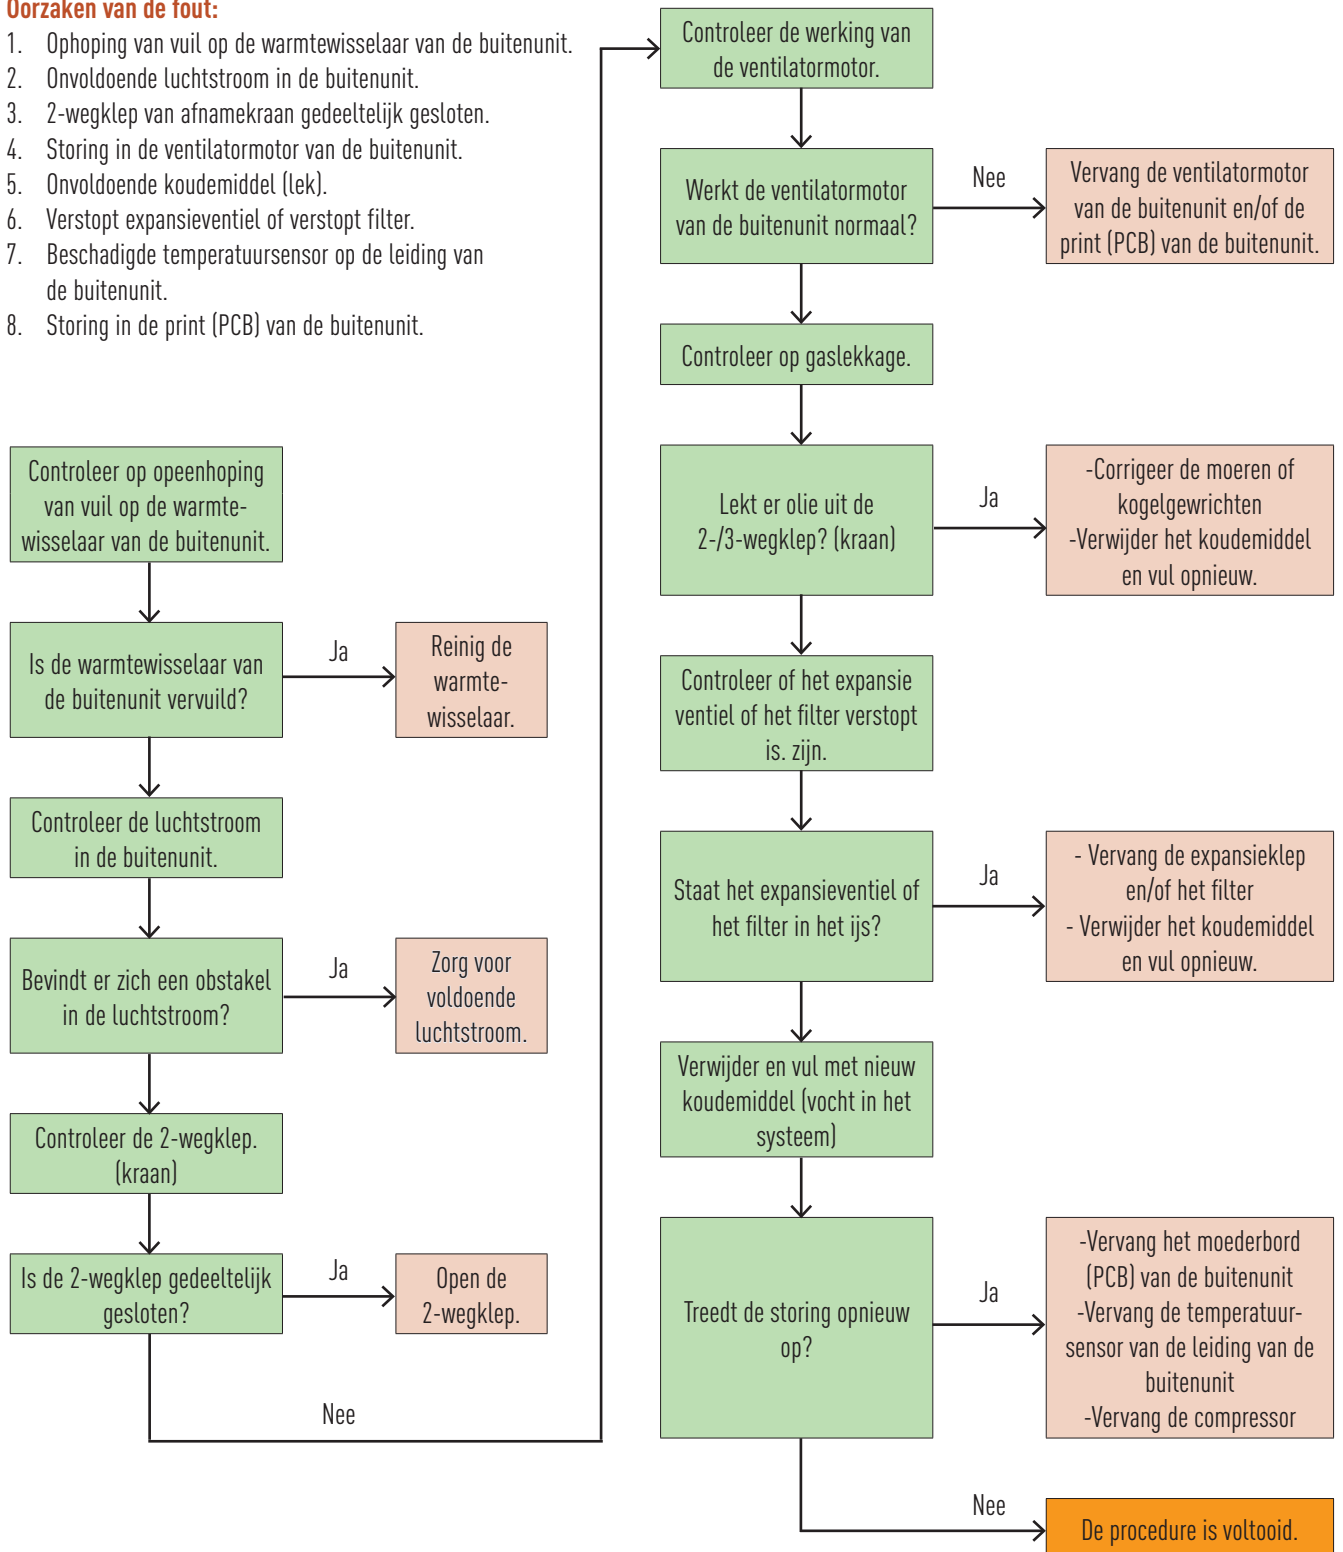 Oorzaken van de fout:
1. Ophoping van vuil op de warmtewisselaar van de buitenunit.
2. Onvoldoende luchtstroom in de buitenunit.
3. 2-wegklep van afnamekraan gedeeltelijk gesloten.
4. Storing in de ventilatormotor van de buitenunit.
5. Onvoldoende koudemiddel (lek).
6. Verstopt expansieventiel of verstopt filter.
7. Beschadigde temperatuursensor op de leiding van
de buitenunit.
8. Storing in de print (PCB) van de buitenunit.
Controleer op opeenhoping
van vuil op de warmte-
wisselaar van de buitenunit.
Is de warmtewisselaar van
de buitenunit vervuild?
Ja
Reinig de
warmte-
wisselaar.
Controleer de luchtstroom
in de buitenunit.
Bevindt er zich een obstakel
in de luchtstroom?
Ja
Zorg voor
voldoende
luchtstroom.
Controleer de 2-wegklep.
(kraan)
Is de 2-wegklep gedeeltelijk
gesloten?
Ja
Open de
2-wegklep.
Nee
Controleer de werking van
de ventilatormotor.
Werkt de ventilatormotor
van de buitenunit normaal?
Nee
Vervang de ventilatormotor
van de buitenunit en/of de
print (PCB) van de buitenunit.
Controleer op gaslekkage.
Lekt er olie uit de
2-/3-wegklep? (kraan)
Ja
-Corrigeer de moeren of
kogelgewrichten
-Verwijder het koudemiddel
en vul opnieuw.
Controleer of het expansie
ventiel of het filter verstopt
is. zijn.
Staat het expansieventiel of
het filter in het ijs?
Ja
- Vervang de expansieklep
en/of het filter
- Verwijder het koudemiddel
en vul opnieuw.
Verwijder en vul met nieuw
koudemiddel (vocht in het
systeem)
Treedt de storing opnieuw
op?
Ja
-Vervang het moederbord
(PCB) van de buitenunit
-Vervang de temperatuur-
sensor van de leiding van de
buitenunit
-Vervang de compressor
Nee
De procedure is voltooid.